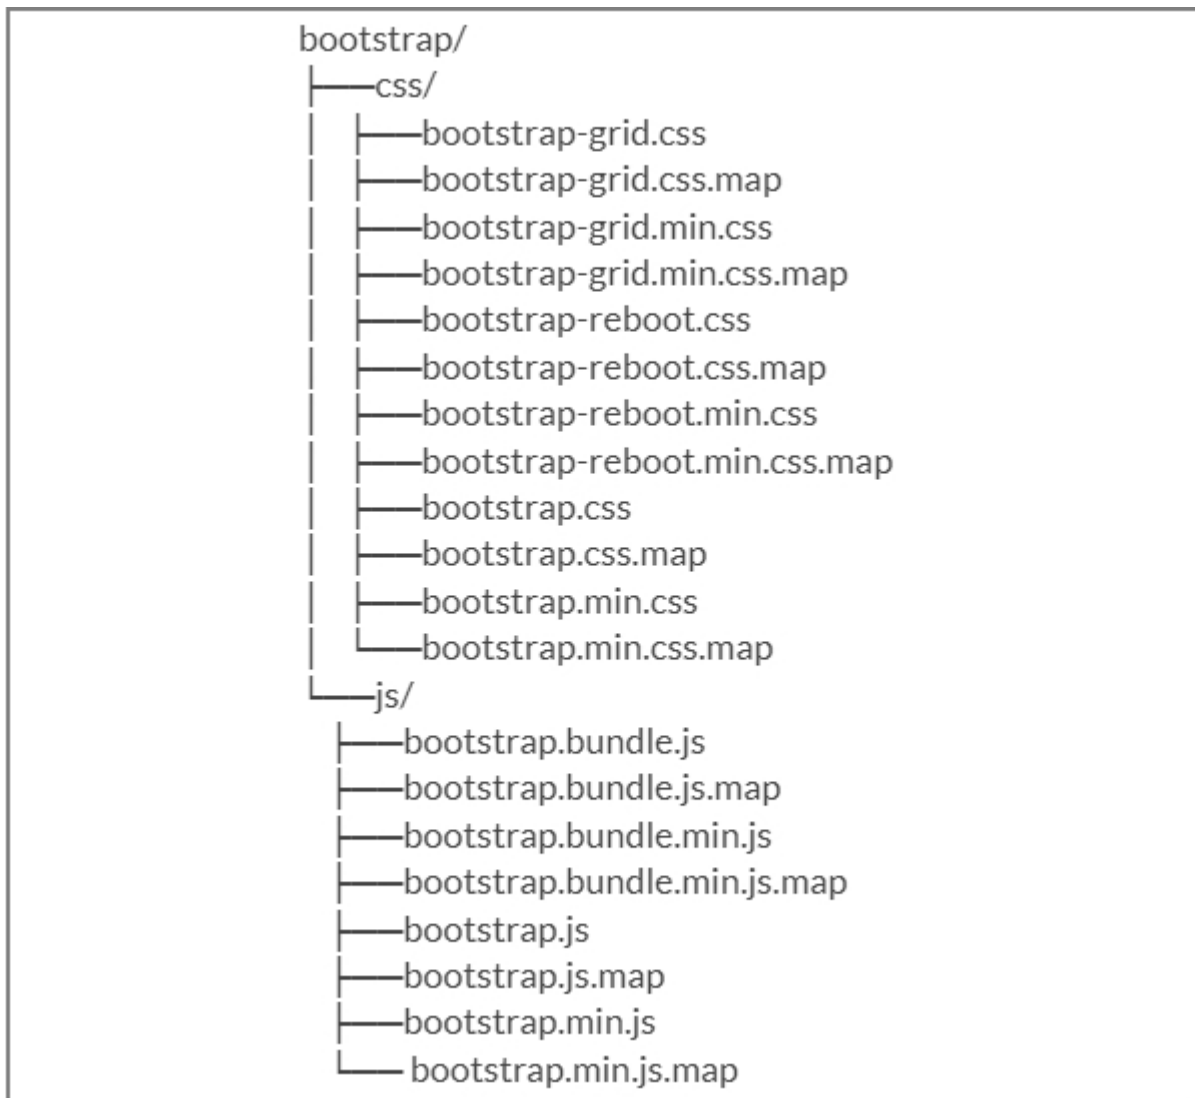 bootstrap/
├──css/
│ ├──bootstrap-grid.css
│ ├──bootstrap-grid.css.map
│ ├──bootstrap-grid.min.css
│ ├──bootstrap-grid.min.css.map
│ ├──bootstrap-reboot.css
│ ├──bootstrap-reboot.css.map
│ ├──bootstrap-reboot.min.css
│ ├──bootstrap-reboot.min.css.map
│ ├──bootstrap.css
│ ├──bootstrap.css.map
│ ├──bootstrap.min.css
│ └──bootstrap.min.css.map
└──js/
├──bootstrap.bundle.js
├──bootstrap.bundle.js.map
├──bootstrap.bundle.min.js
├──bootstrap.bundle.min.js.map
├──bootstrap.js
├──bootstrap.js.map
├──bootstrap.min.js
└── bootstrap.min.js.map